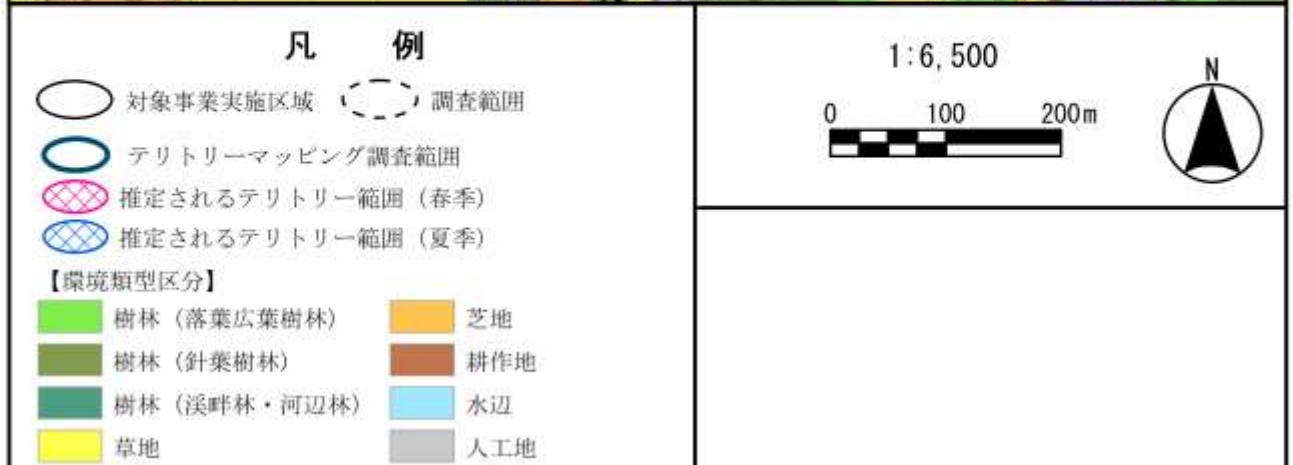 凡 例
対象事業実施区域 調査範囲
テリトリーマッピング調査範囲
推定されるテリトリー範囲（春季）
推定されるテリトリー範囲（夏季）
【環境類型区分】
樹林（落葉広葉樹林） 芝地
樹林（針葉樹林） 耕作地
樹林（渓畔林・河辺林） 水辺
草地 人工地
1:6,500
0 100 200m
N